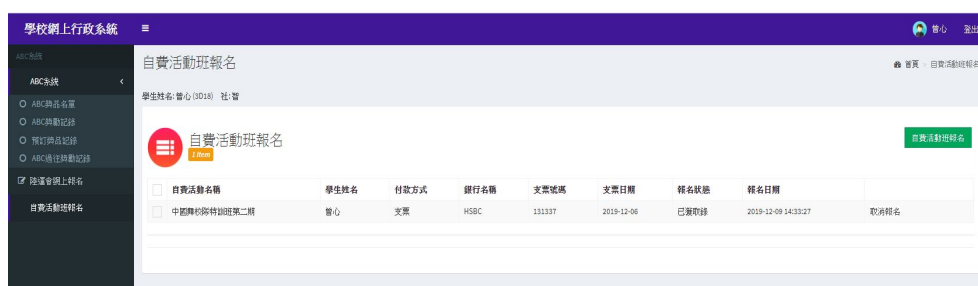 學校網上行政系統
曾心 登出
ABC系統
自費活動班報名
首頁 自費活動班報名
ABC系統
學生姓名:曾心 (3D18) 社:智
ABC獎品名單
ABC獎勵記錄
預訂獎品記錄
ABC過往獎勵記錄
陸運會網上報名
自費活動班報名
自費活動班報名
1 Item
自費活動班報名
自費活動名稱 學生姓名 付款方式 銀行名稱 支票號碼 支票日期 報名狀態 報名日期
中國舞校隊特訓班第二期 曾心 支票 HSBC 131337 2019-12-06 已獲取錄 2019-12-09 14:33:27 取消報名